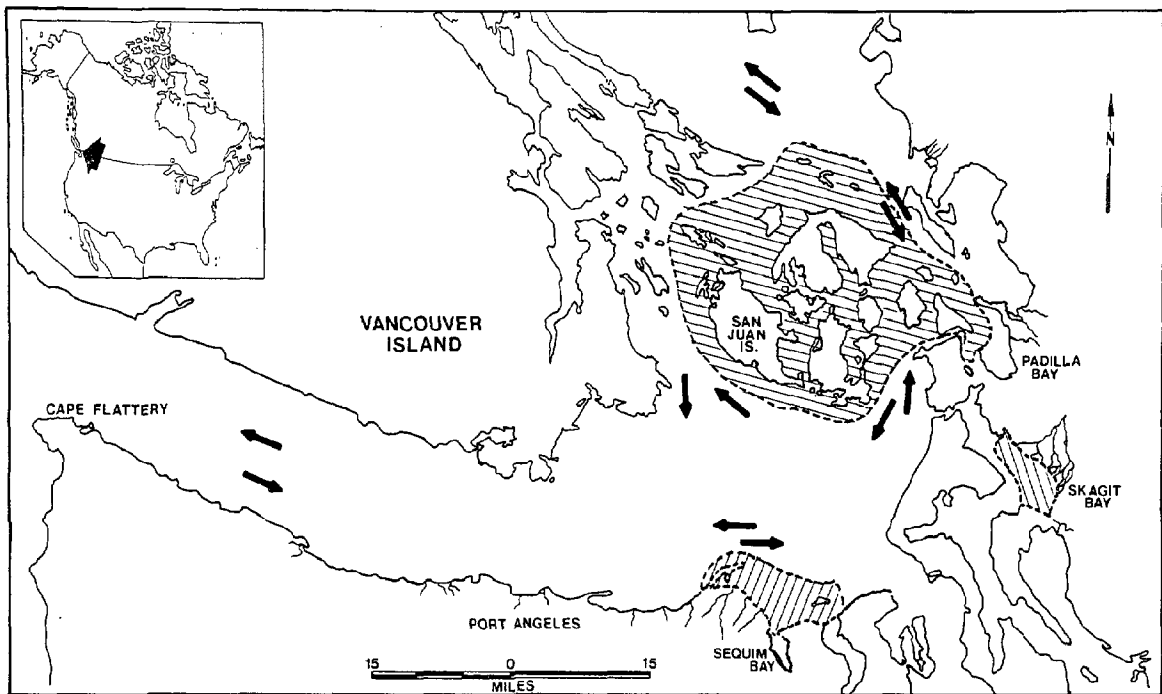 N
VANCOUVER
ISLAND
SAN
JUAN
IS.
PADILLA
BAY
CAPE FLATTERY
SKAGIT
BAY
PORT ANGELES
SEQUIM
BAY
15 0 15
MILES